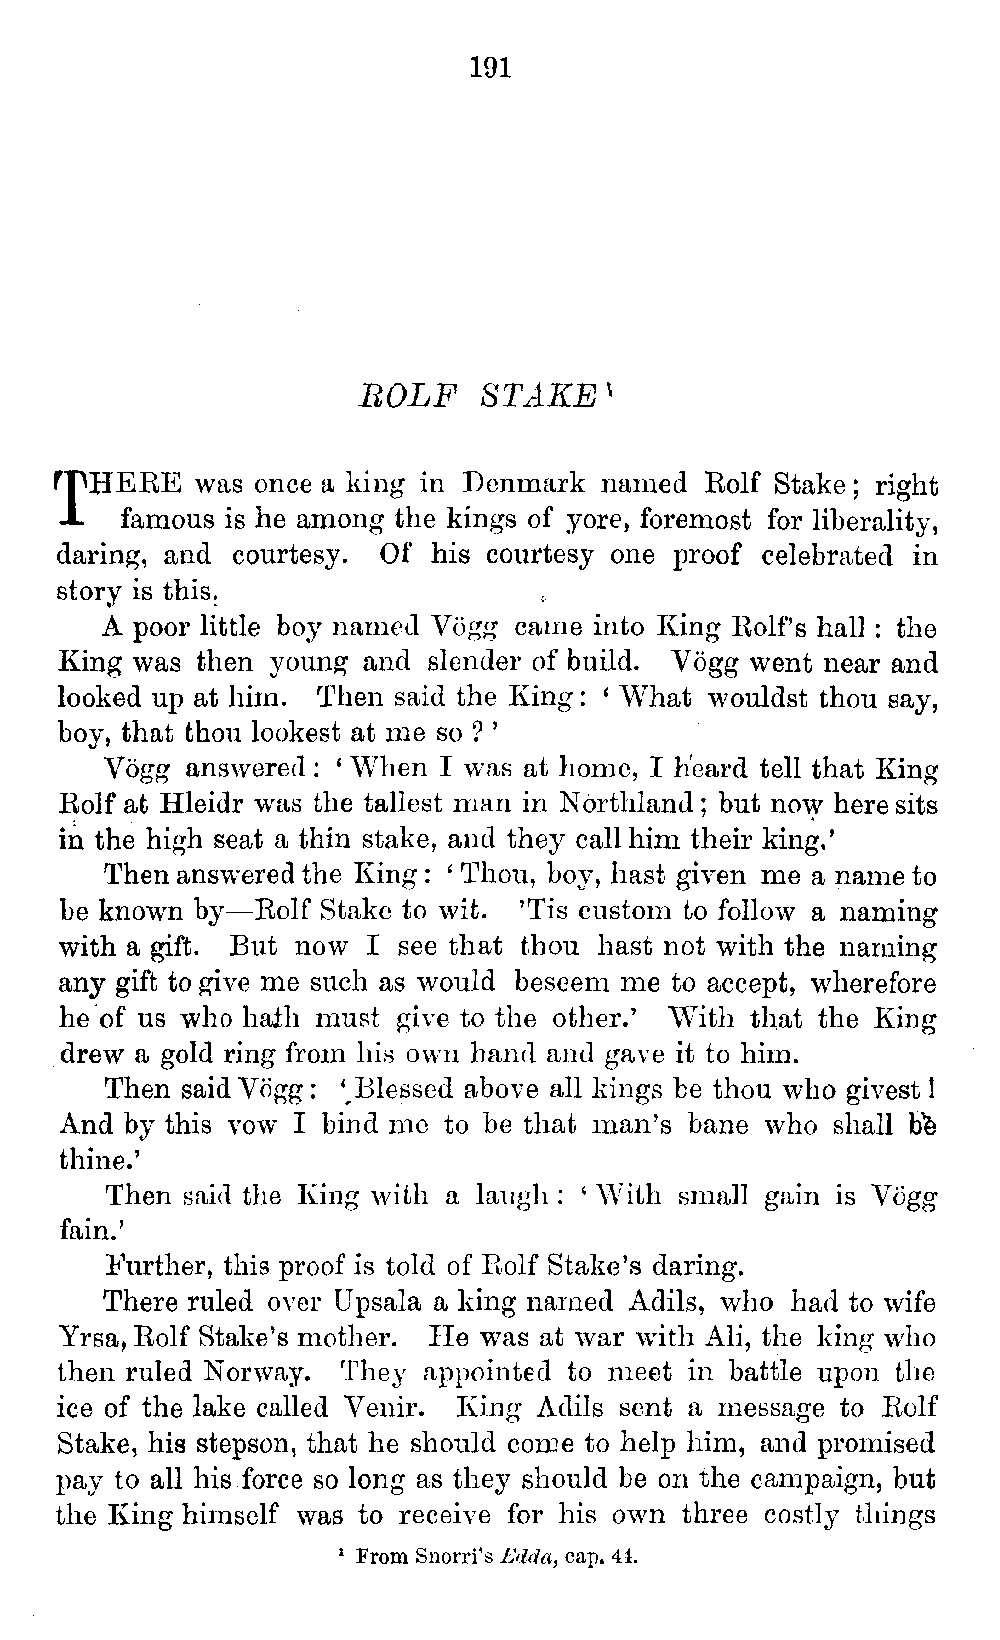 191
ROLF STAKE¹
THERE was once a king in Denmark named Rolf Stake; right
famous is he among the kings of yore, foremost for liberality,
daring, and courtesy. Of his courtesy one proof celebrated in
story is this.
A poor little boy named Vögg came into King Rolf's hall: the
King was then young and slender of build. Vögg went near and
looked up at him. Then said the King: ‘What wouldst thou say,
boy, that thou lookest at me so?’
Vögg answered: ‘When I was at home, I heard tell that King
Rolf at Hleidr was the tallest man in Northland; but now here sits
in the high seat a thin stake, and they call him their king.’
Then answered the King: ‘Thou, boy, hast given me a name to
be known by—Rolf Stake to wit. 'Tis custom to follow a naming
with a gift. But now I see that thou hast not with the naming
any gift to give me such as would beseem me to accept, wherefore
he of us who hath must give to the other.’ With that the King
drew a gold ring from his own hand and gave it to him.
Then said Vögg: ‘Blessed above all kings be thou who givest!
And by this vow I bind me to be that man's bane who shall be
thine.’
Then said the King with a laugh: ‘With small gain is Vögg
fain.’
Further, this proof is told of Rolf Stake's daring.
There ruled over Upsala a king named Adils, who had to wife
Yrsa, Rolf Stake's mother. He was at war with Ali, the king who
then ruled Norway. They appointed to meet in battle upon the
ice of the lake called Venir. King Adils sent a message to Rolf
Stake, his stepson, that he should come to help him, and promised
pay to all his force so long as they should be on the campaign, but
the King himself was to receive for his own three costly things
¹ From Snorri's Edda, cap. 44.